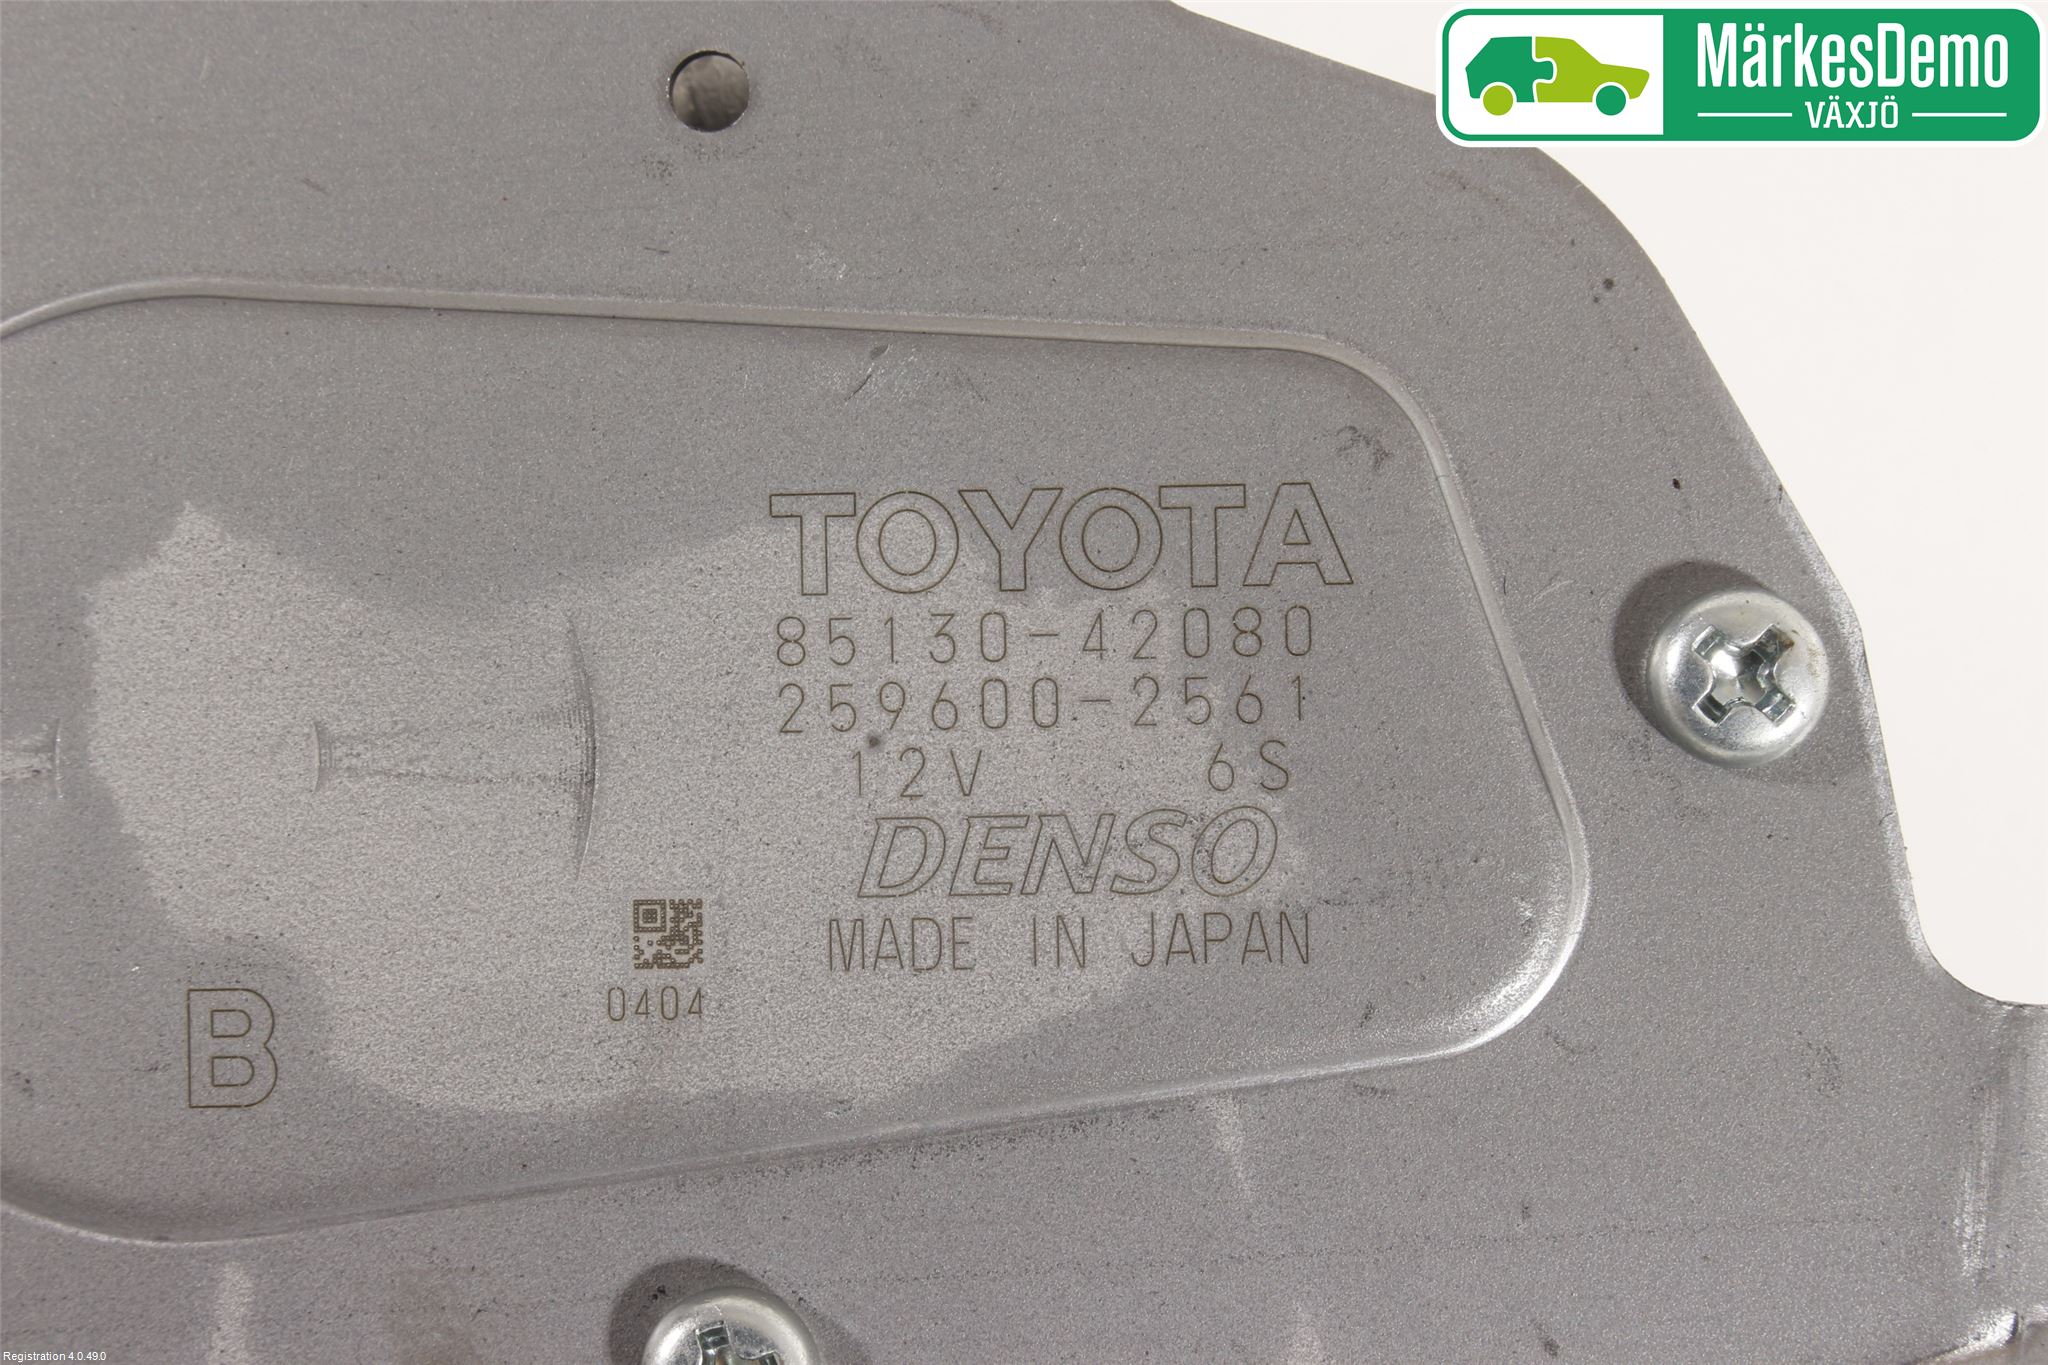 MärkesDemo
VÄXJÖ
TOYOTA
85130-42080
259600-2561
12V 6S
DENSO
MADE IN JAPAN
0404
B
Registration 4.0.49.0